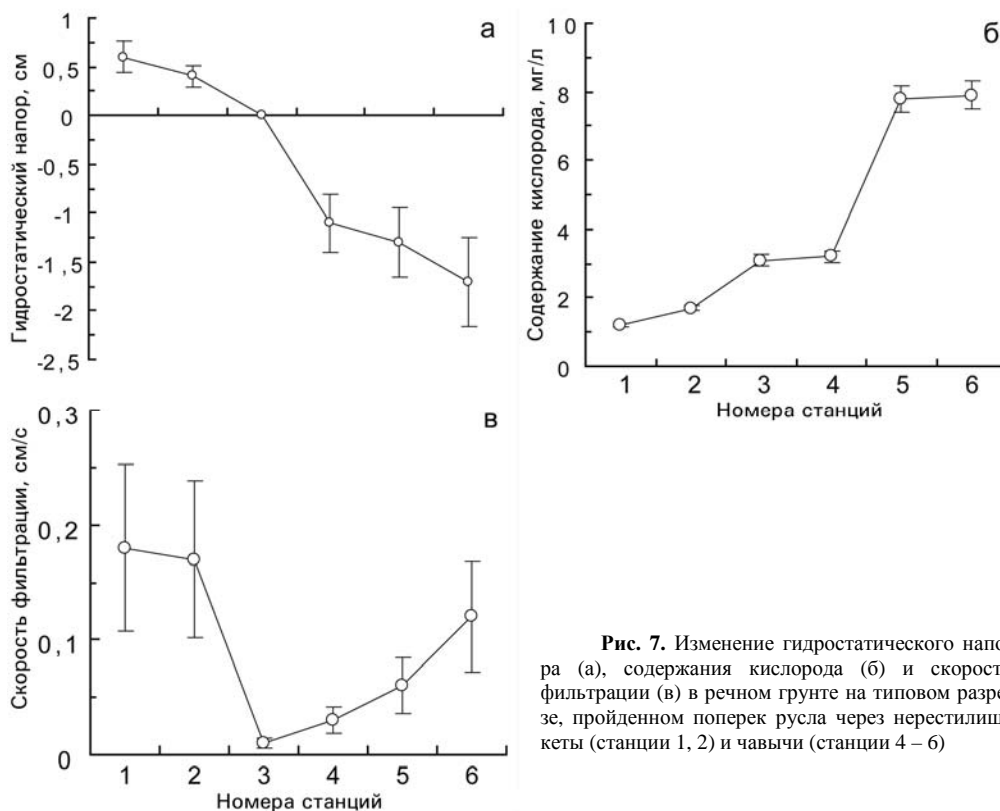 а
1
0,5
0
-0,5
-1
-1,5
-2
-2,5
Гидростатический напор, см
б
10
8
6
4
2
0
Содержание кислорода, мг/л
1 2 3 4 5 6
Номера станций
в
0,3
0,2
0,1
0
Скорость фильтрации, см/с
1 2 3 4 5 6
Номера станций
Рис. 7. Изменение гидростатического напо
ра (а), содержания кислорода (б) и скорост
фильтрации (в) в речном грунте на типовом разре
зе, пройденном поперек русла через нерестилищ
кеты (станции 1, 2) и чавычи (станции 4 – 6)